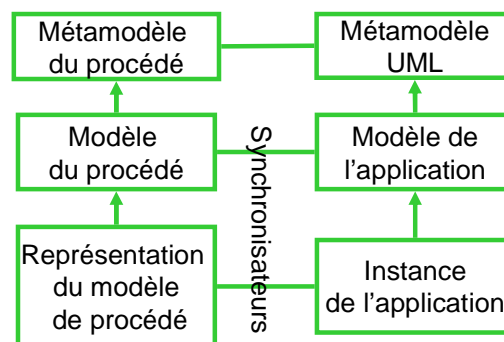 Métamodèle
du procédé
Métamodèle
UML
Modèle
du procédé
Synchronisateurs
Modèle de
l'application
Représentation
du modèle
de procédé
Instance
de l'application